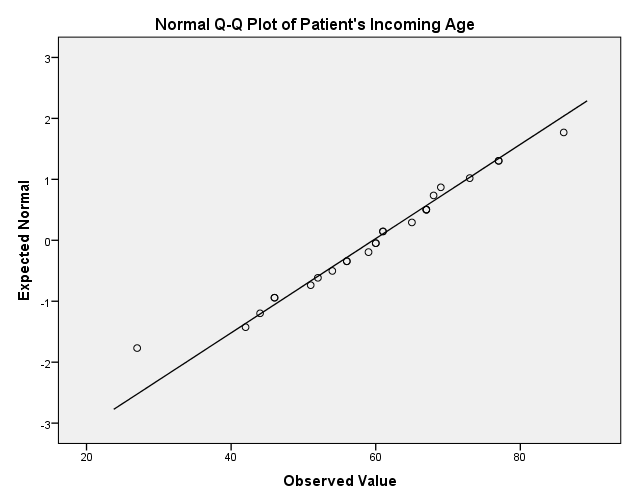 Normal Q-Q Plot of Patient's Incoming Age
3
2
1
0
-1
-2
-3
Expected Normal
20 40 60 80
Observed Value